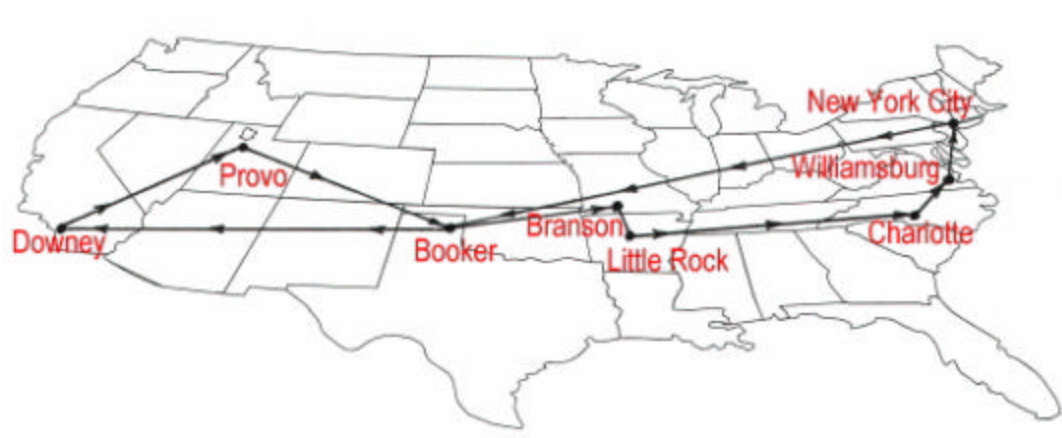 New York City
Williamsburg
Provo
Branson
Charlotte
Downey
Booker
Little Rock